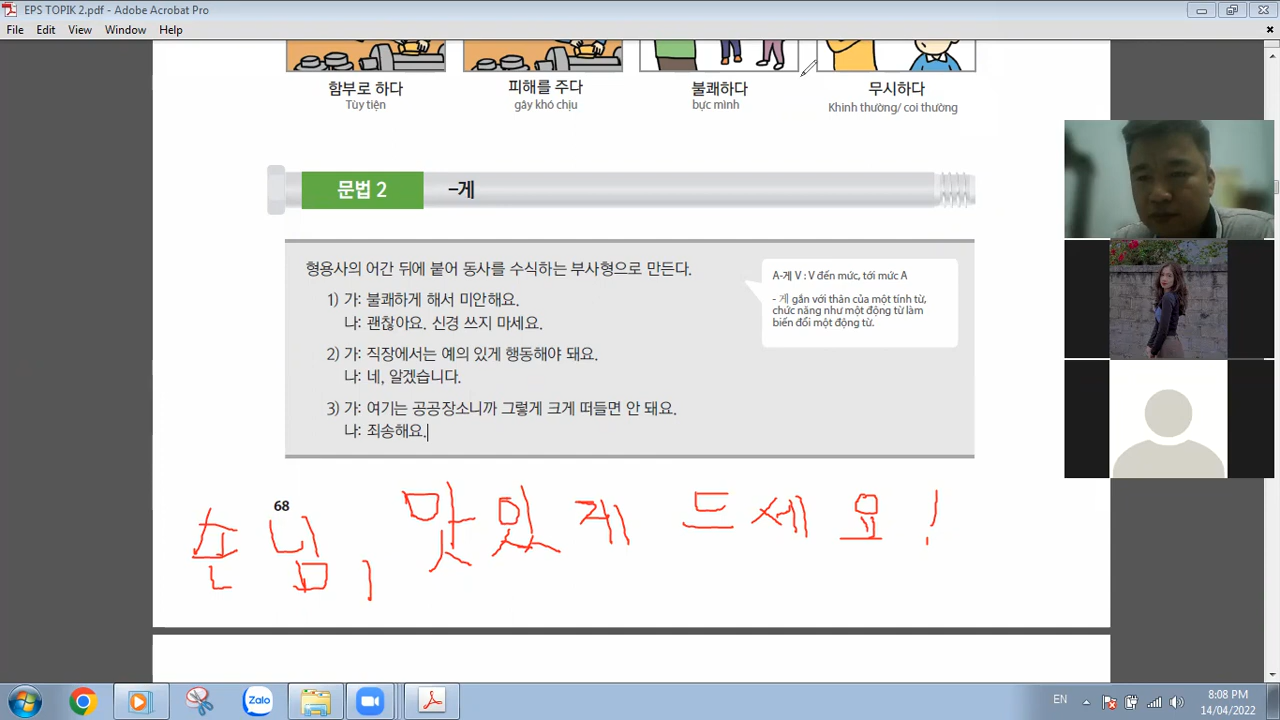 EPS TOPIK 2.pdf - Adobe Acrobat Pro
File Edit View Window Help
함부로 하다 피해를 주다 불쾌하다 무시하다
Tùy tiện gây khó chịu bực mình Khinh thường/ coi thường
문법 2 -게
형용사의 어간 뒤에 붙어 동사를 수식하는 부사형으로 만든다.
1) 가: 불쾌하게 해서 미안해요.
나: 괜찮아요. 신경 쓰지 마세요.
2) 가: 직장에서는 예의 있게 행동해야 돼요.
나: 네, 알겠습니다.
3) 가: 여기는 공공장소니까 그렇게 크게 떠들면 안 돼요.
나: 죄송해요.
A-게 V : V đến mức, tới mức A
- 게 gắn với thân của một tính từ,
chức năng như một động từ làm
biến đổi một động từ.
68
손님, 맛있게 드세요!
Zalo
EN
8:08 PM
14/04/2022